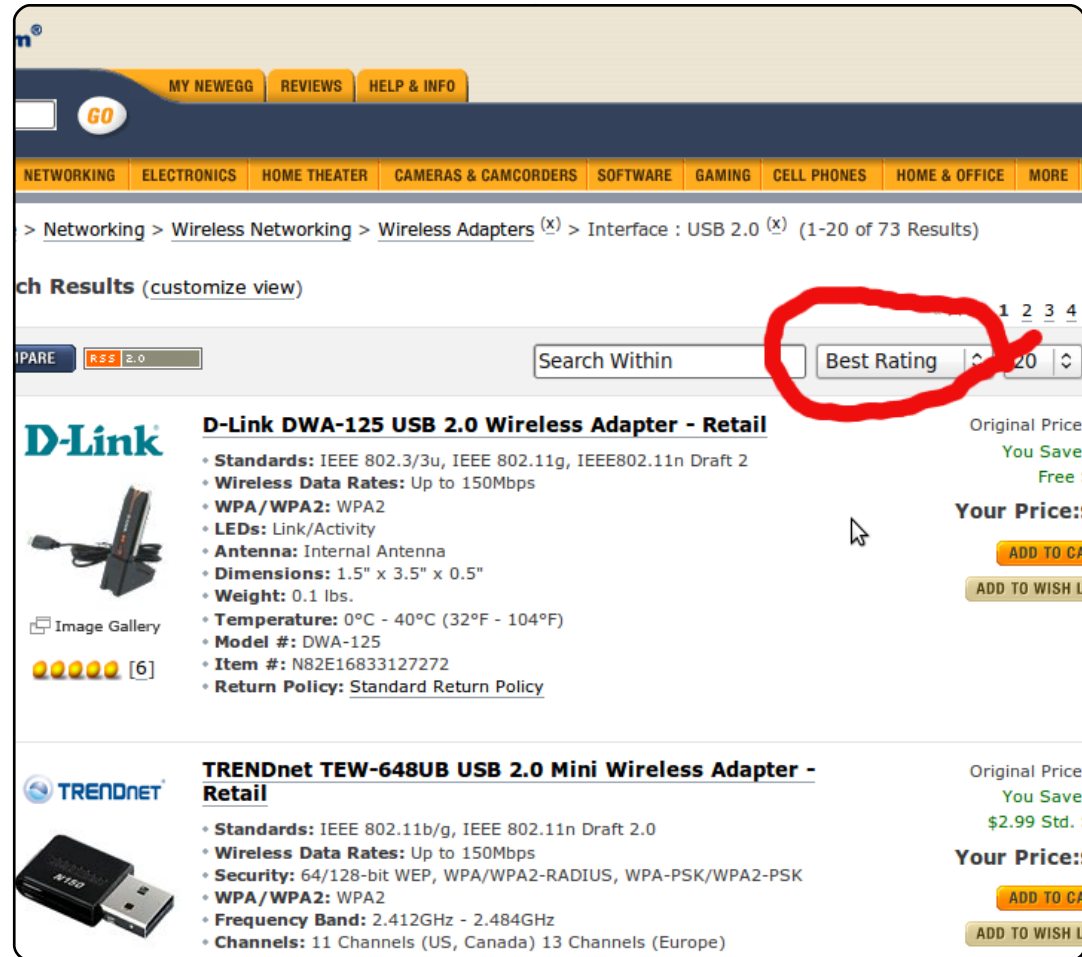 m®
MY NEWEGG REVIEWS HELP & INFO
GO
NETWORKING ELECTRONICS HOME THEATER CAMERAS & CAMCORDERS SOFTWARE GAMING CELL PHONES HOME & OFFICE MORE
> Networking > Wireless Networking > Wireless Adapters (x) > Interface : USB 2.0 (x) (1-20 of 73 Results)
ch Results (customize view)
1 2 3 4
MPARE RSS 2.0 Search Within Best Rating 20
D-Link
D-Link DWA-125 USB 2.0 Wireless Adapter - Retail
• Standards: IEEE 802.3/3u, IEEE 802.11g, IEEE802.11n Draft 2
• Wireless Data Rates: Up to 150Mbps
• WPA/WPA2: WPA2
• LEDs: Link/Activity
• Antenna: Internal Antenna
• Dimensions: 1.5" x 3.5" x 0.5"
• Weight: 0.1 lbs.
• Temperature: 0°C - 40°C (32°F - 104°F)
• Model #: DWA-125
• Item #: N82E16833127272
• Return Policy: Standard Return Policy
Image Gallery
[6]
Original Price
You Save
Free
Your Price:
ADD TO CA
ADD TO WISH L
TRENDNET
TRENDnet TEW-648UB USB 2.0 Mini Wireless Adapter -
Retail
• Standards: IEEE 802.11b/g, IEEE 802.11n Draft 2.0
• Wireless Data Rates: Up to 150Mbps
• Security: 64/128-bit WEP, WPA/WPA2-RADIUS, WPA-PSK/WPA2-PSK
• WPA/WPA2: WPA2
• Frequency Band: 2.412GHz - 2.484GHz
• Channels: 11 Channels (US, Canada) 13 Channels (Europe)
N150
Original Price
You Save
$2.99 Std.
Your Price:
ADD TO CA
ADD TO WISH L